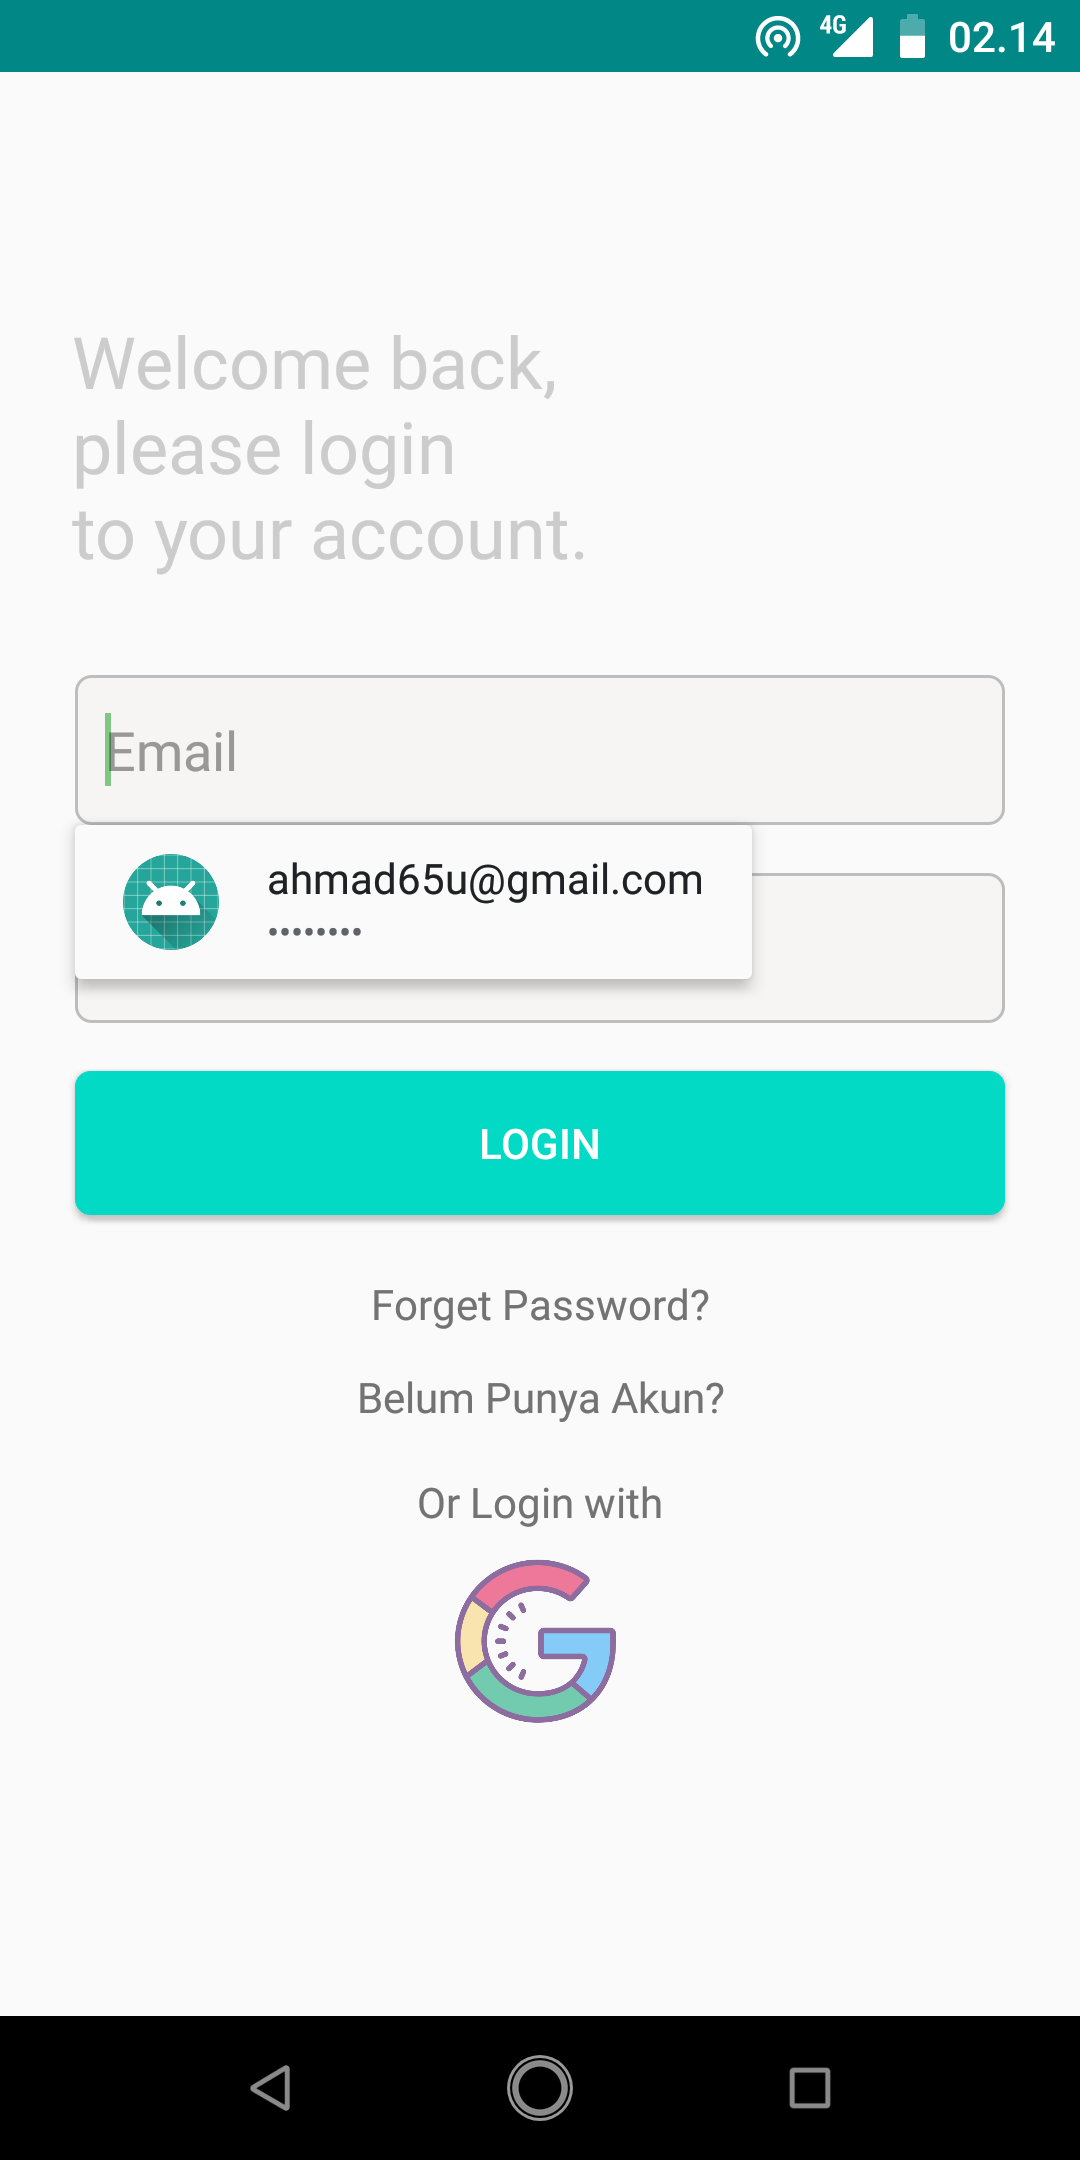 4G 02.14
Welcome back,
please login
to your account.
Email
ahmad65u@gmail.com
••••••••
LOGIN
Forget Password?
Belum Punya Akun?
Or Login with